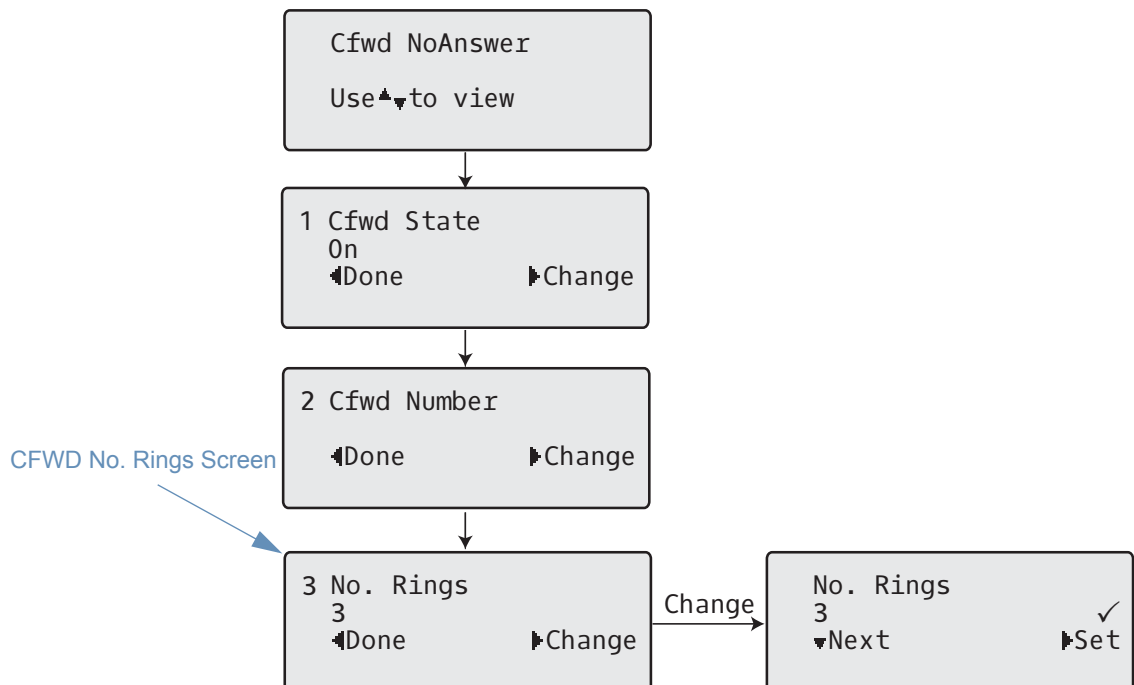 Cfwd NoAnswer
Use▲▼to view
1 Cfwd State
On
◀Done ▶Change
2 Cfwd Number
◀Done ▶Change
CFWD No. Rings Screen
3 No. Rings
3
◀Done ▶Change
Change
No. Rings
3 ✓
▼Next ▶Set